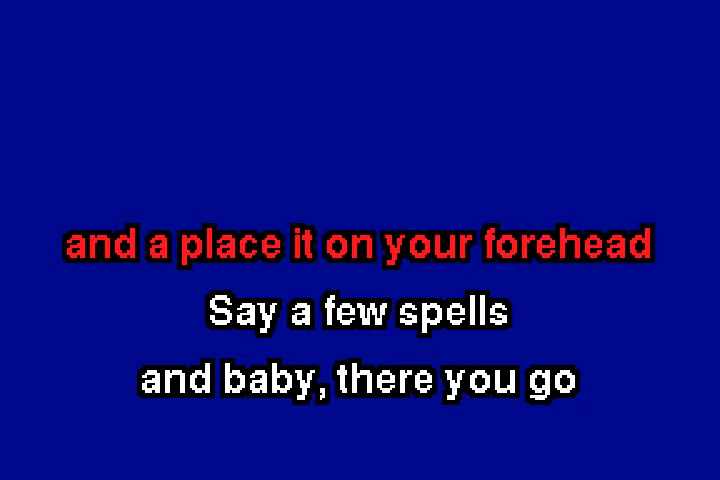 and a place it on your forehead
Say a few spells
and baby, there you go